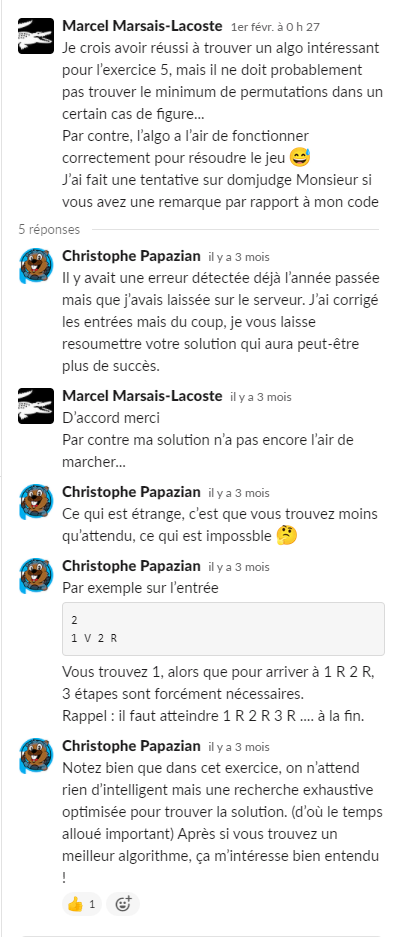 Marcel Marsais-Lacoste 1er févr. à 0 h 27
Je crois avoir réussi à trouver un algo intéressant
pour l'exercice 5, mais il ne doit probablement
pas trouver le minimum de permutations dans un
certain cas de figure...
Par contre, l'algo a l'air de fonctionner
correctement pour résoudre le jeu 😅
J'ai fait une tentative sur domjudge Monsieur si
vous avez une remarque par rapport à mon code
5 réponses
Christophe Papazian il y a 3 mois
Il y avait une erreur détectée déjà l'année passée
mais que j'avais laissée sur le serveur. J'ai corrigé
les entrées mais du coup, je vous laisse
resoumettre votre solution qui aura peut-être
plus de succès.
Marcel Marsais-Lacoste il y a 3 mois
D'accord merci
Par contre ma solution n'a pas encore l'air de
marcher...
Christophe Papazian il y a 3 mois
Ce qui est étrange, c'est que vous trouvez moins
qu'attendu, ce qui est impossble 🤔
Christophe Papazian il y a 3 mois
Par exemple sur l'entrée
2
1 V 2 R
Vous trouvez 1, alors que pour arriver à 1 R 2 R,
3 étapes sont forcément nécessaires.
Rappel : il faut atteindre 1 R 2 R 3 R .... à la fin.
Christophe Papazian il y a 3 mois
Notez bien que dans cet exercice, on n'attend
rien d'intelligent mais une recherche exhaustive
optimisée pour trouver la solution. (d'où le temps
alloué important) Après si vous trouvez un
meilleur algorithme, ça m'intéresse bien entendu
!
👍 1